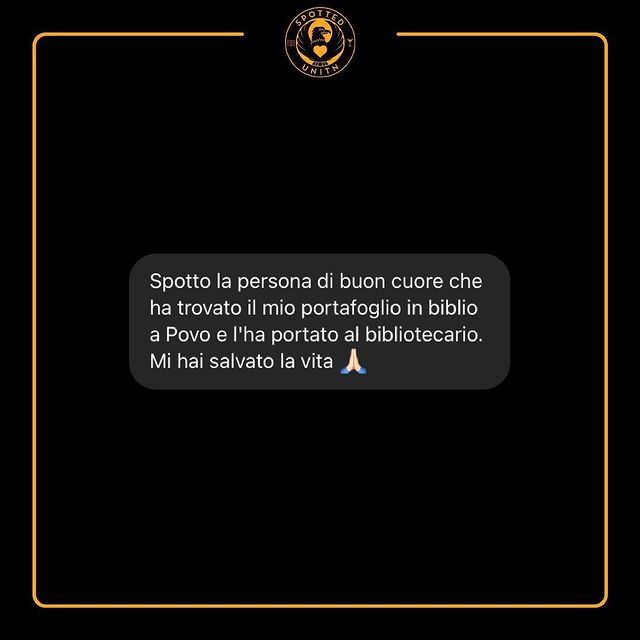 SPOTTED
UNITN
Spotto la persona di buon cuore che
ha trovato il mio portafoglio in biblio
a Povo e l'ha portato al bibliotecario.
Mi hai salvato la vita 🙏🏻